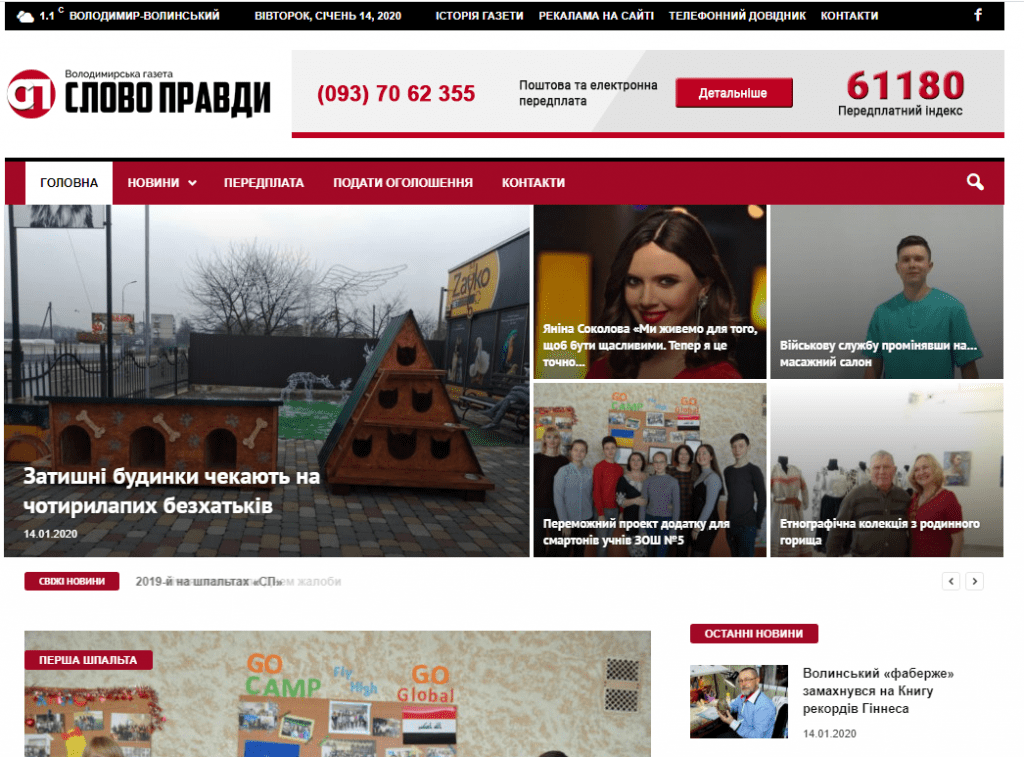 1.1 C ВОЛОДИМИР-ВОЛИНСЬКИЙ
ВІВТОРОК, СІЧЕНЬ 14, 2020
ІСТОРІЯ ГАЗЕТИ РЕКЛАМА НА САЙТІ ТЕЛЕФОННИЙ ДОВІДНИК КОНТАКТИ
Володимирська газета
СЛОВО ПРАВДИ
(093) 70 62 355
Поштова та електронна
передплата
Детальніше
61180
Передплатний індекс
ГОЛОВНА НОВИНИ ПЕРЕДПЛАТА ПОДАТИ ОГОЛОШЕННЯ КОНТАКТИ
Zayko
Затишні будинки чекають на
чотирилапих безхатьків
14.01.2020
Яніна Соколова «Ми живемо для того,
щоб бути щасливими. Тепер я це
точно...
Військову службу промінявши на...
масажний салон
GO
CAMP
GO
Global
Переможний проект додатку для
смартонів учнів ЗОШ №5
Етнографічна колекція з родинного
горища
СВІЖІ НОВИНИ
2019-й на шпальтах «СП»
жалоби
ПЕРША ШПАЛЬТА
GO
CAMP
Fly
High
GO
Global
ОСТАННІ НОВИНИ
Волинський «фаберже»
замахнувся на Книгу
рекордів Гіннеса
14.01.2020